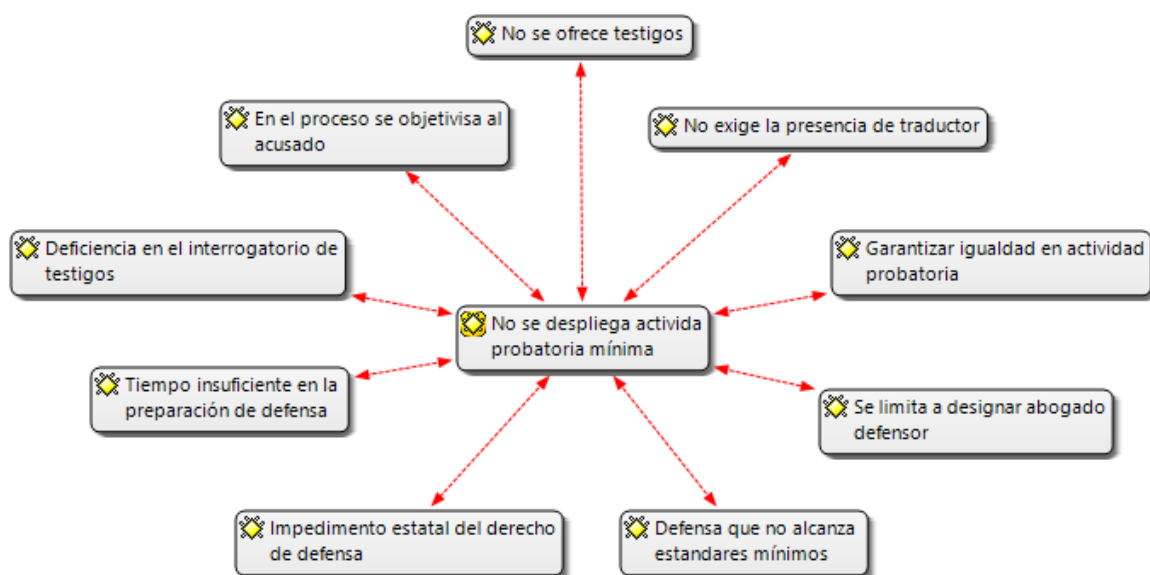 No se ofrece testigos
En el proceso se objetivisa al
acusado
No exige la presencia de traductor
Deficiencia en el interrogatorio de
testigos
Garantizar igualdad en actividad
probatoria
No se despliega activida
probatoria mínima
Tiempo insuficiente en la
preparación de defensa
Se limita a designar abogado
defensor
Impedimento estatal del derecho
de defensa
Defensa que no alcanza
estandares mínimos